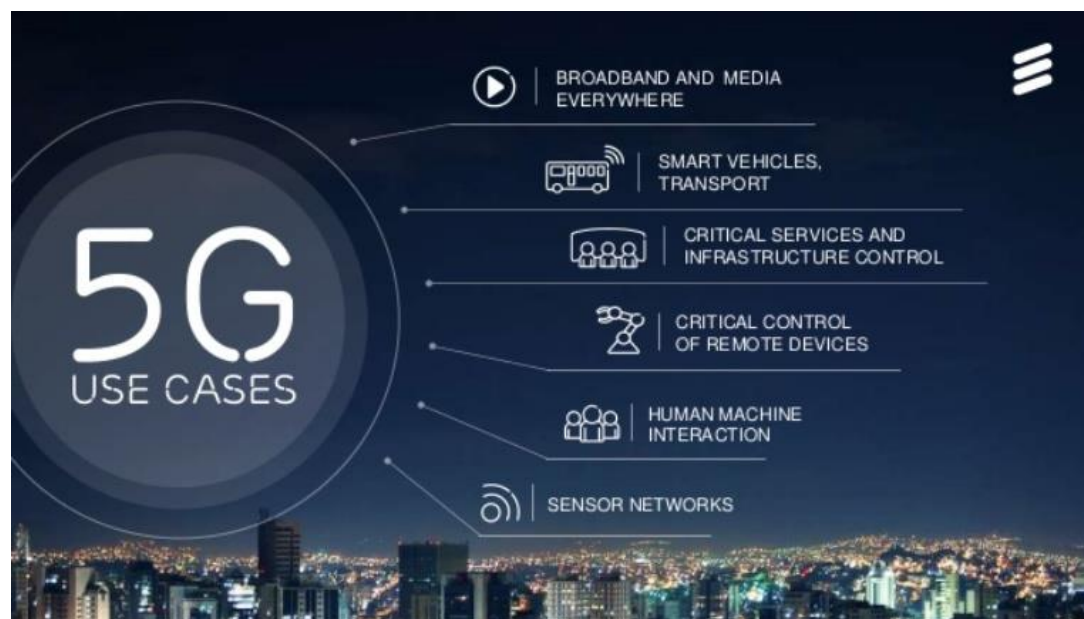 BROADBAND AND MEDIA
EVERYWHERE
SMART VEHICLES,
TRANSPORT
CRITICAL SERVICES AND
INFRASTRUCTURE CONTROL
5G
USE CASES
CRITICAL CONTROL
OF REMOTE DEVICES
HUMAN MACHINE
INTERACTION
SENSOR NETWORKS